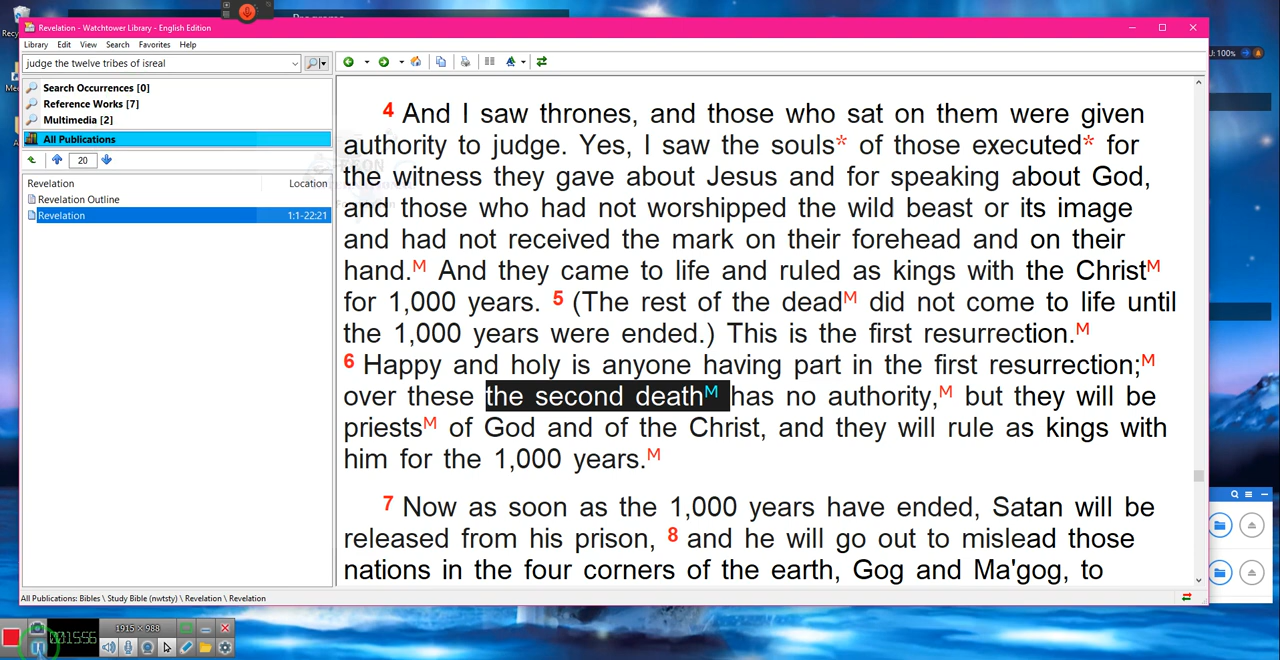 Revelation - Watchtower Library - English Edition
Library Edit View Search Favorites Help
judge the twelve tribes of isreal
Search Occurrences [0]
Reference Works [7]
Multimedia [2]
All Publications
20
Revelation Location
Revelation Outline
Revelation 1:1-22:21
4 And I saw thrones, and those who sat on them were given
authority to judge. Yes, I saw the souls* of those executed* for
the witness they gave about Jesus and for speaking about God,
and those who had not worshipped the wild beast or its image
and had not received the mark on their forehead and on their
hand.M And they came to life and ruled as kings with the ChristM
for 1,000 years. 5 (The rest of the deadM did not come to life until
the 1,000 years were ended.) This is the first resurrection.M
6 Happy and holy is anyone having part in the first resurrection;M
over these the second deathM has no authority,M but they will be
priestsM of God and of the Christ, and they will rule as kings with
him for the 1,000 years.M
7 Now as soon as the 1,000 years have ended, Satan will be
released from his prison, 8 and he will go out to mislead those
nations in the four corners of the earth, Gog and Ma'gog, to
All Publications: Bibles \ Study Bible (nwtsty) \ Revelation \ Revelation
100%
1915 × 988